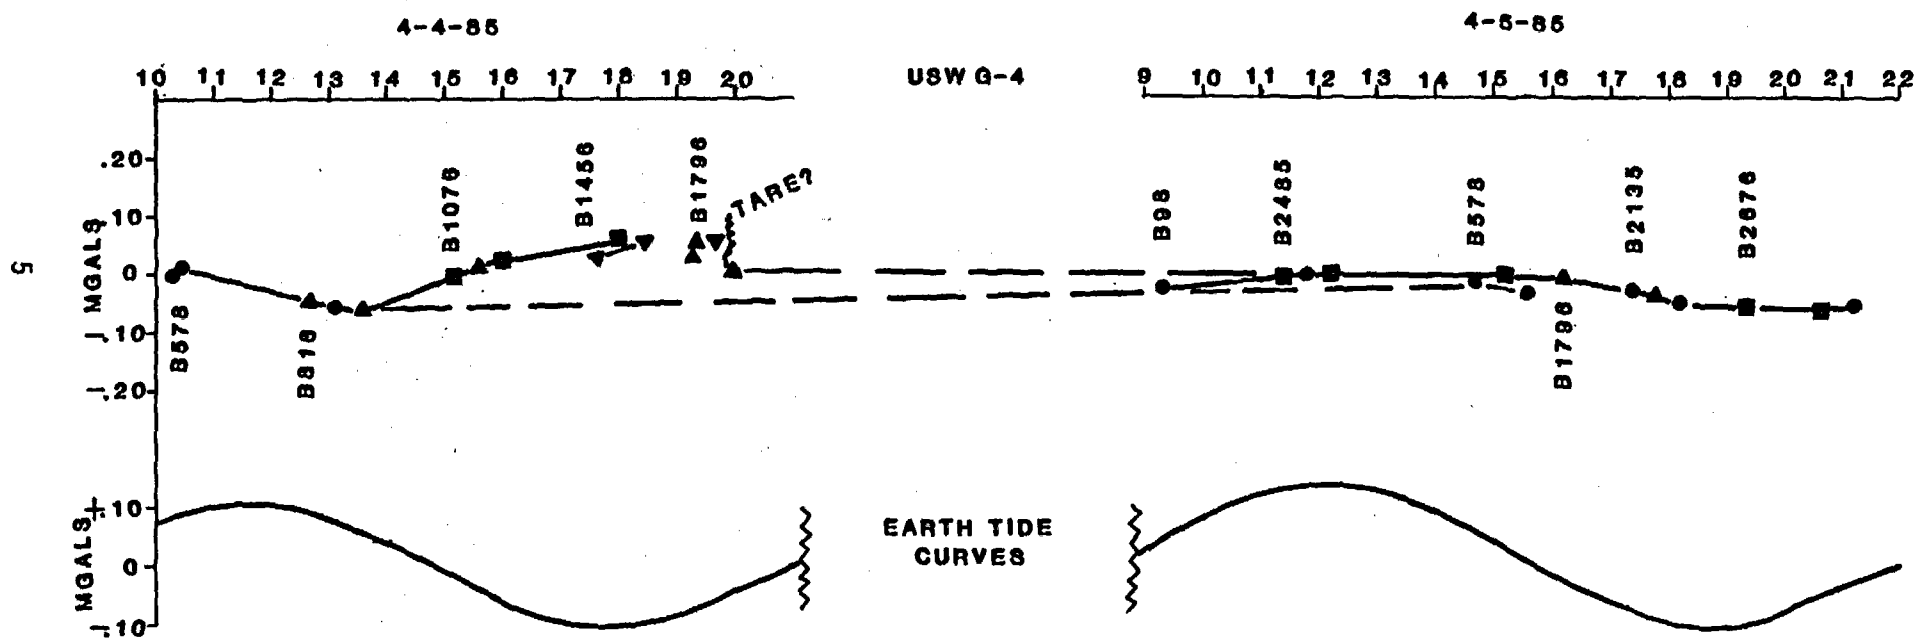 4-4-85
4-5-85
10 11 12 13 14 15 16 17 18 19 20
USW G-4
9 10 11 12 13 14 15 16 17 18 19 20 21 22
.20
.10
0
-.10
-.20
MGALS
B578
B816
B1076
B1456
B1796
TARE?
B98
B2485
B578
B1796
B2135
B2676
5
+.10
0
-.10
MGALS
EARTH TIDE
CURVES